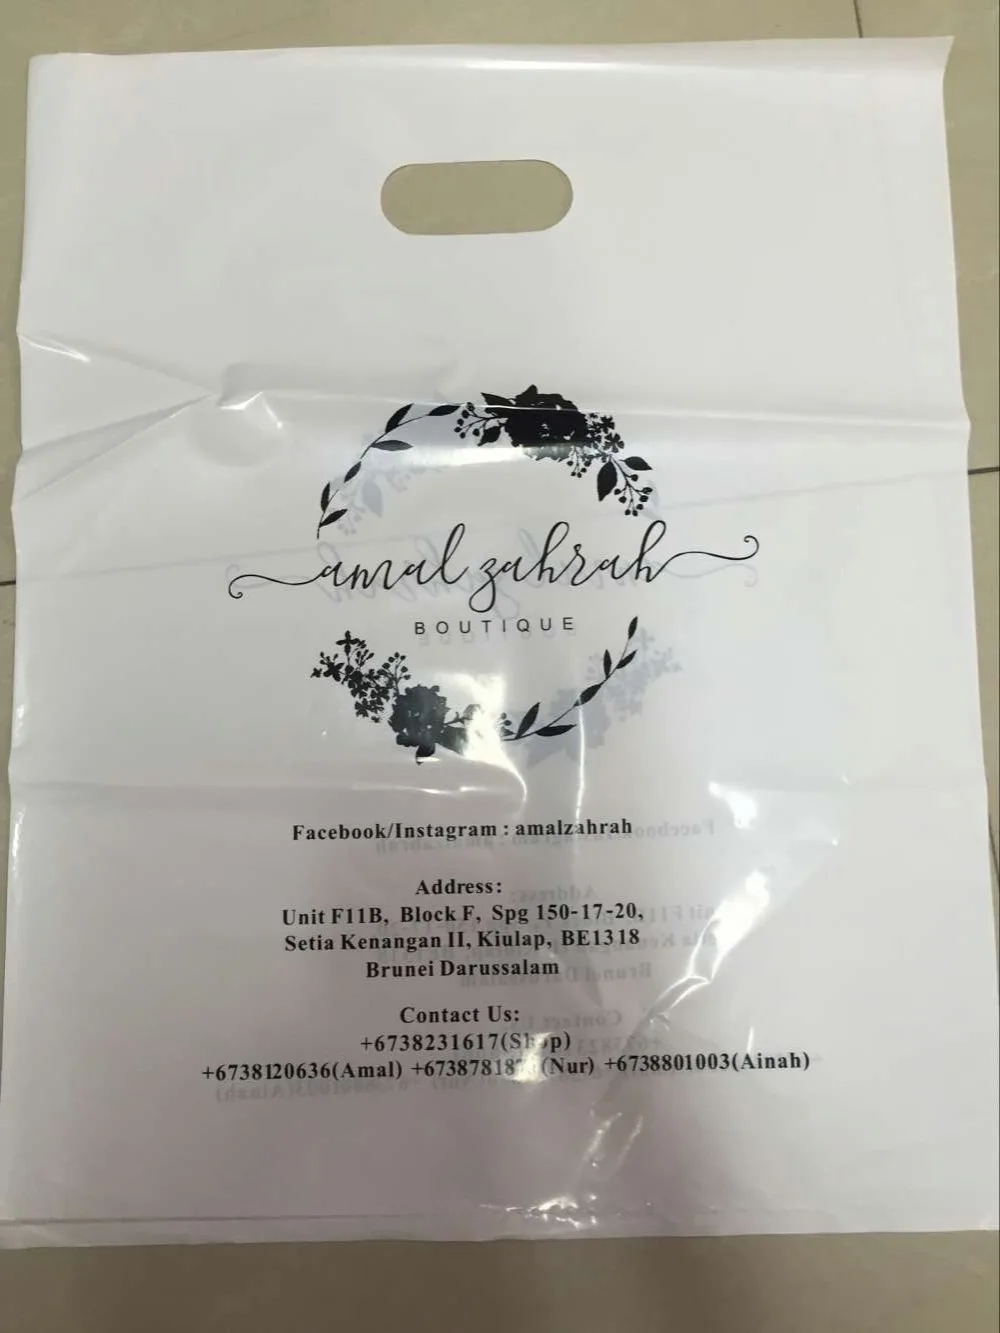 amal zahrah
BOUTIQUE
Facebook/Instagram : amalzahrah
Address:
Unit F11B, Block F, Spg 150-17-20,
Setia Kenangan II, Kiulap, BE1318
Brunei Darussalam
Contact Us:
+6738231617(Shop)
+6738120636(Amal) (Nur) +6738801003(Ainah)